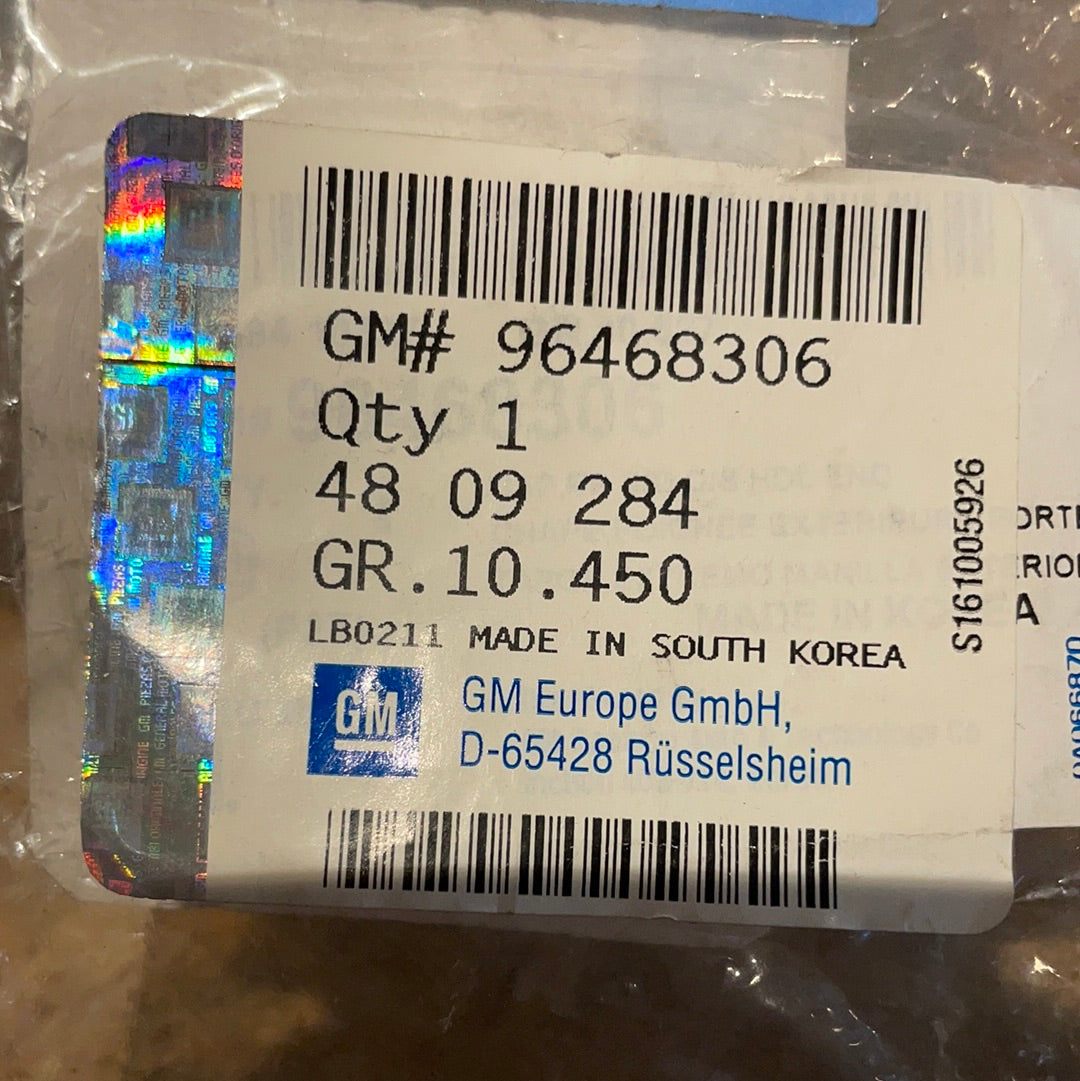 GM# 96468306
Qty 1
48 09 284
GR.10.450
LB0211 MADE IN SOUTH KOREA
GM
GM Europe GmbH,
D-65428 Rüsselsheim
S161005926
A